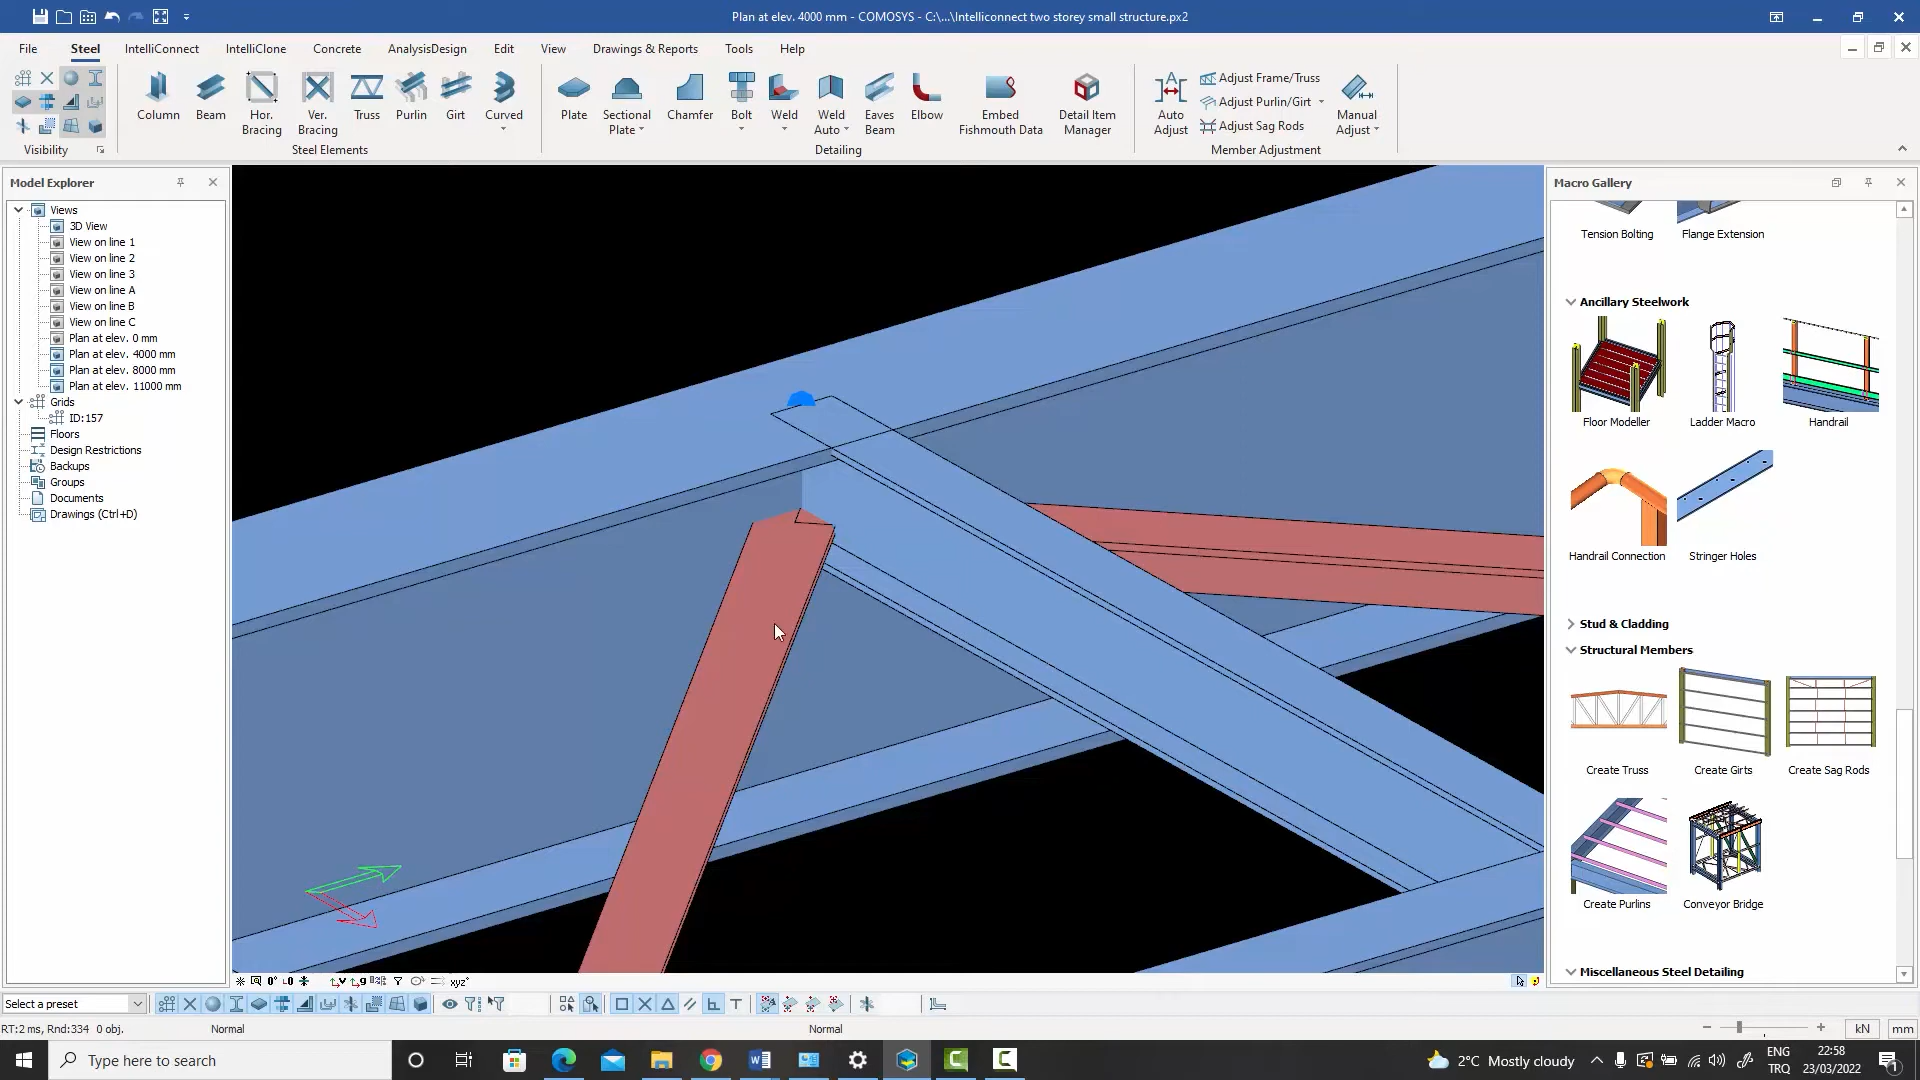 Plan at elev. 4000 mm - COMOSYS - C:\...\Intelliconnect two storey small structure.px2
File Steel IntelliConnect IntelliClone Concrete AnalysisDesign Edit View Drawings & Reports Tools Help
Column
Beam
Hor.
Bracing
Ver.
Bracing
Truss
Purlin
Girt
Curved
Plate
Sectional
Plate
Chamfer
Bolt
Weld
Weld
Auto
Eaves
Beam
Elbow
Embed
Fishmouth Data
Detail Item
Manager
Auto
Adjust
Adjust Frame/Truss
Adjust Purlin/Girt
Adjust Sag Rods
Manual
Adjust
Visibility
Steel Elements
Detailing
Member Adjustment
Model Explorer
Views
3D View
View on line 1
View on line 2
View on line 3
View on line A
View on line B
View on line C
Plan at elev. 0 mm
Plan at elev. 4000 mm
Plan at elev. 8000 mm
Plan at elev. 11000 mm
Grids
ID:157
Floors
Design Restrictions
Backups
Groups
Documents
Drawings (Ctrl+D)
Macro Gallery
Tension Bolting
Flange Extension
Ancillary Steelwork
Floor Modeller
Ladder Macro
Handrail
Handrail Connection
Stringer Holes
Stud & Cladding
Structural Members
Create Truss
Create Girts
Create Sag Rods
Create Purlins
Conveyor Bridge
Miscellaneous Steel Detailing
xyz
Select a preset
RT:2 ms, Rnd:334 0 obj.
Normal
Normal
kN
mm
Type here to search
2°C Mostly cloudy
ENG
TRQ
22:58
23/03/2022